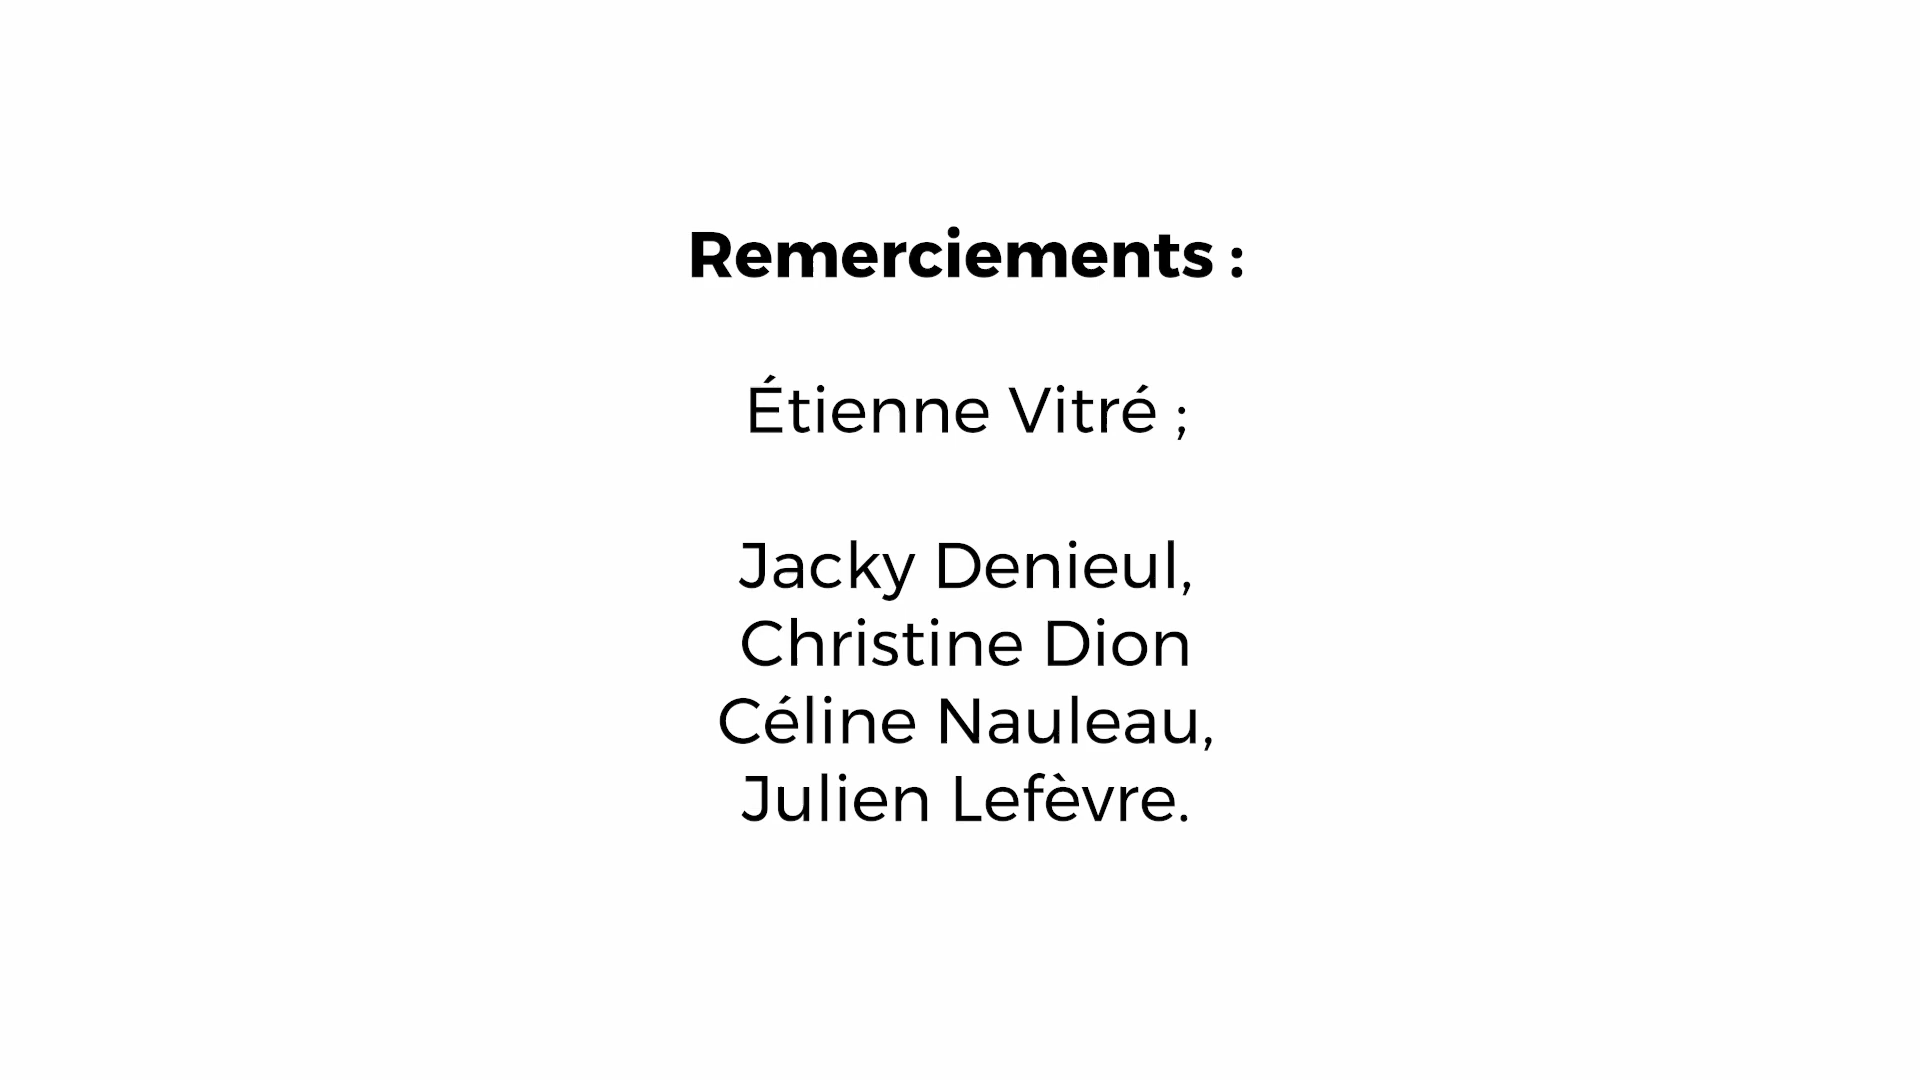 Remerciements :
Étienne Vitré ;
Jacky Denieul,
Christine Dion
Céline Nauleau,
Julien Lefèvre.